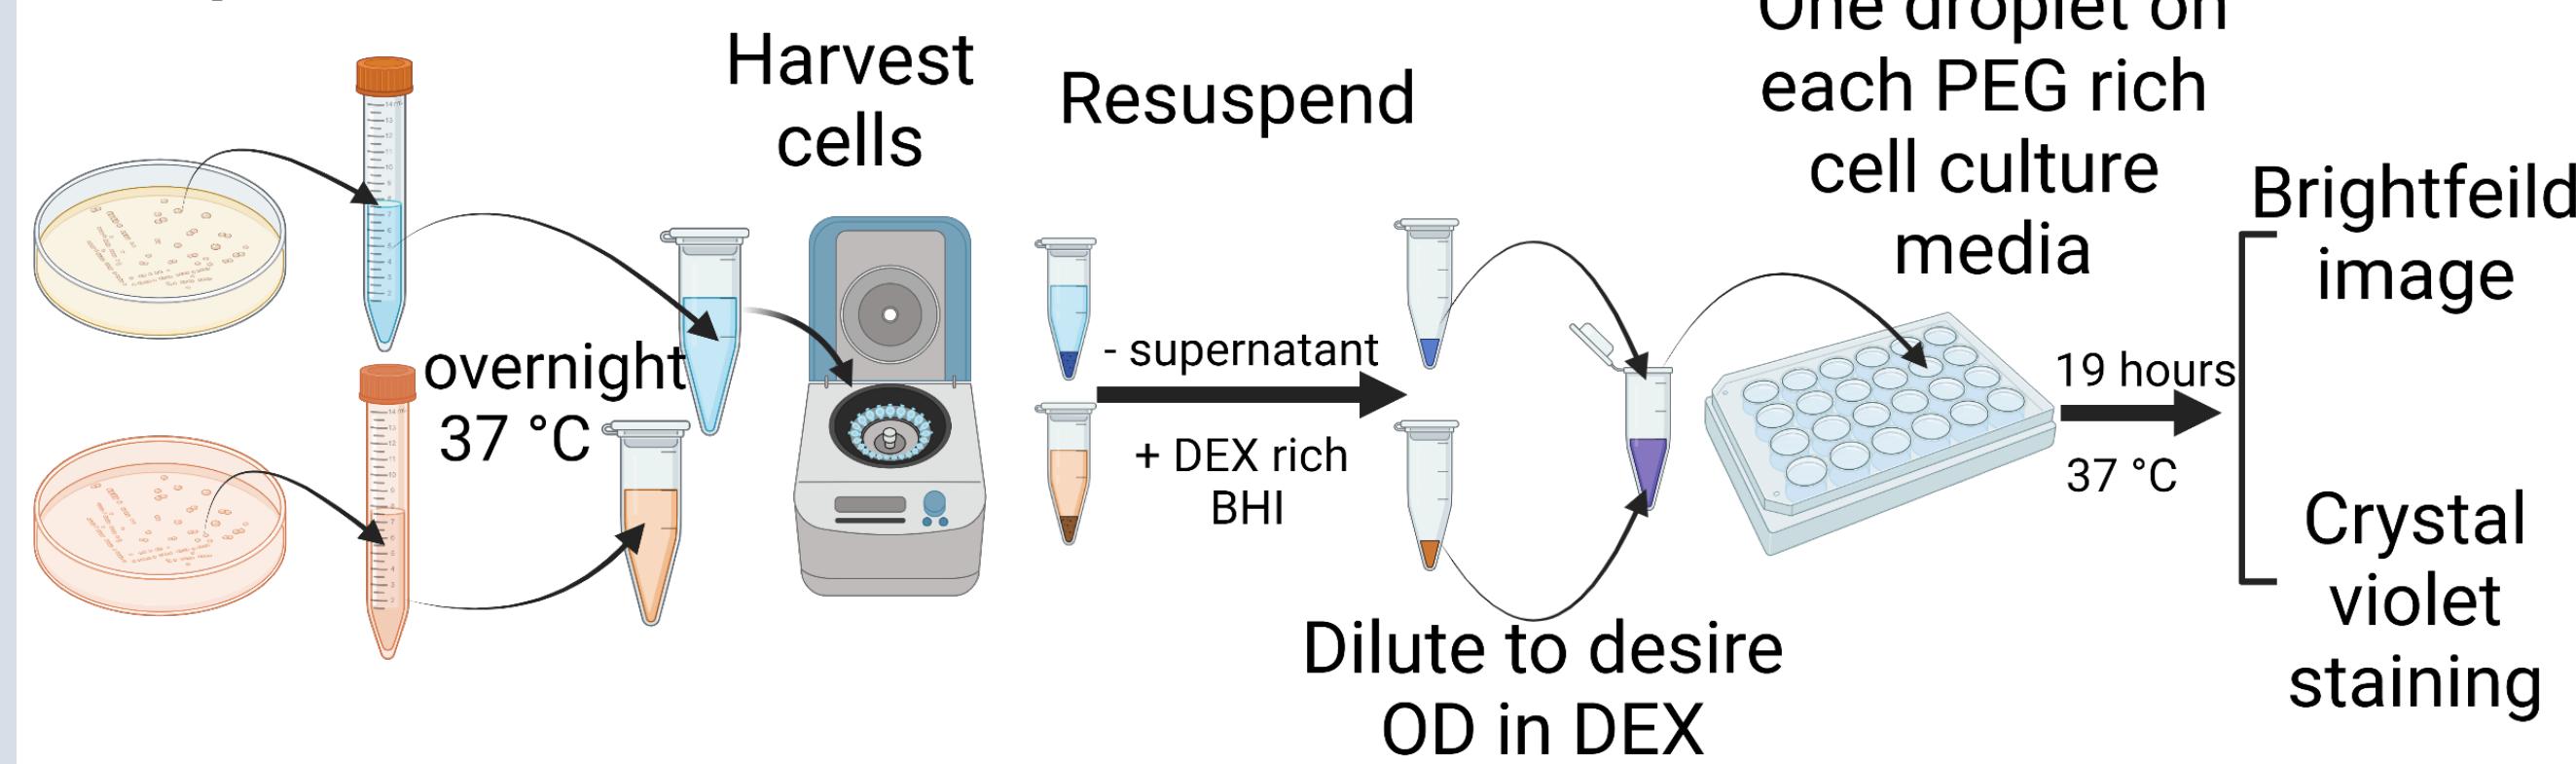 Harvest
cells
Resuspend
One droplet on
each PEG rich
cell culture
media
overnight
37 °C
- supernatant
+ DEX rich
BHI
Dilute to desire
OD in DEX
19 hours
37 °C
Brightfeild
image
Crystal
violet
staining